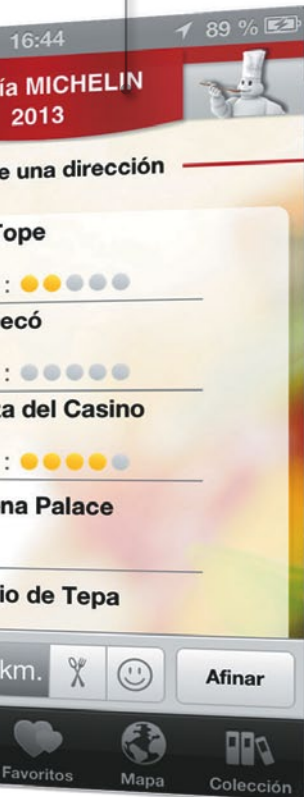 16:44 89 %
ía MICHELIN
2013
e una dirección
ope
:
ecó
:
ta del Casino
:
na Palace
io de Tepa
km. Afinar
Favoritos Mapa Colección